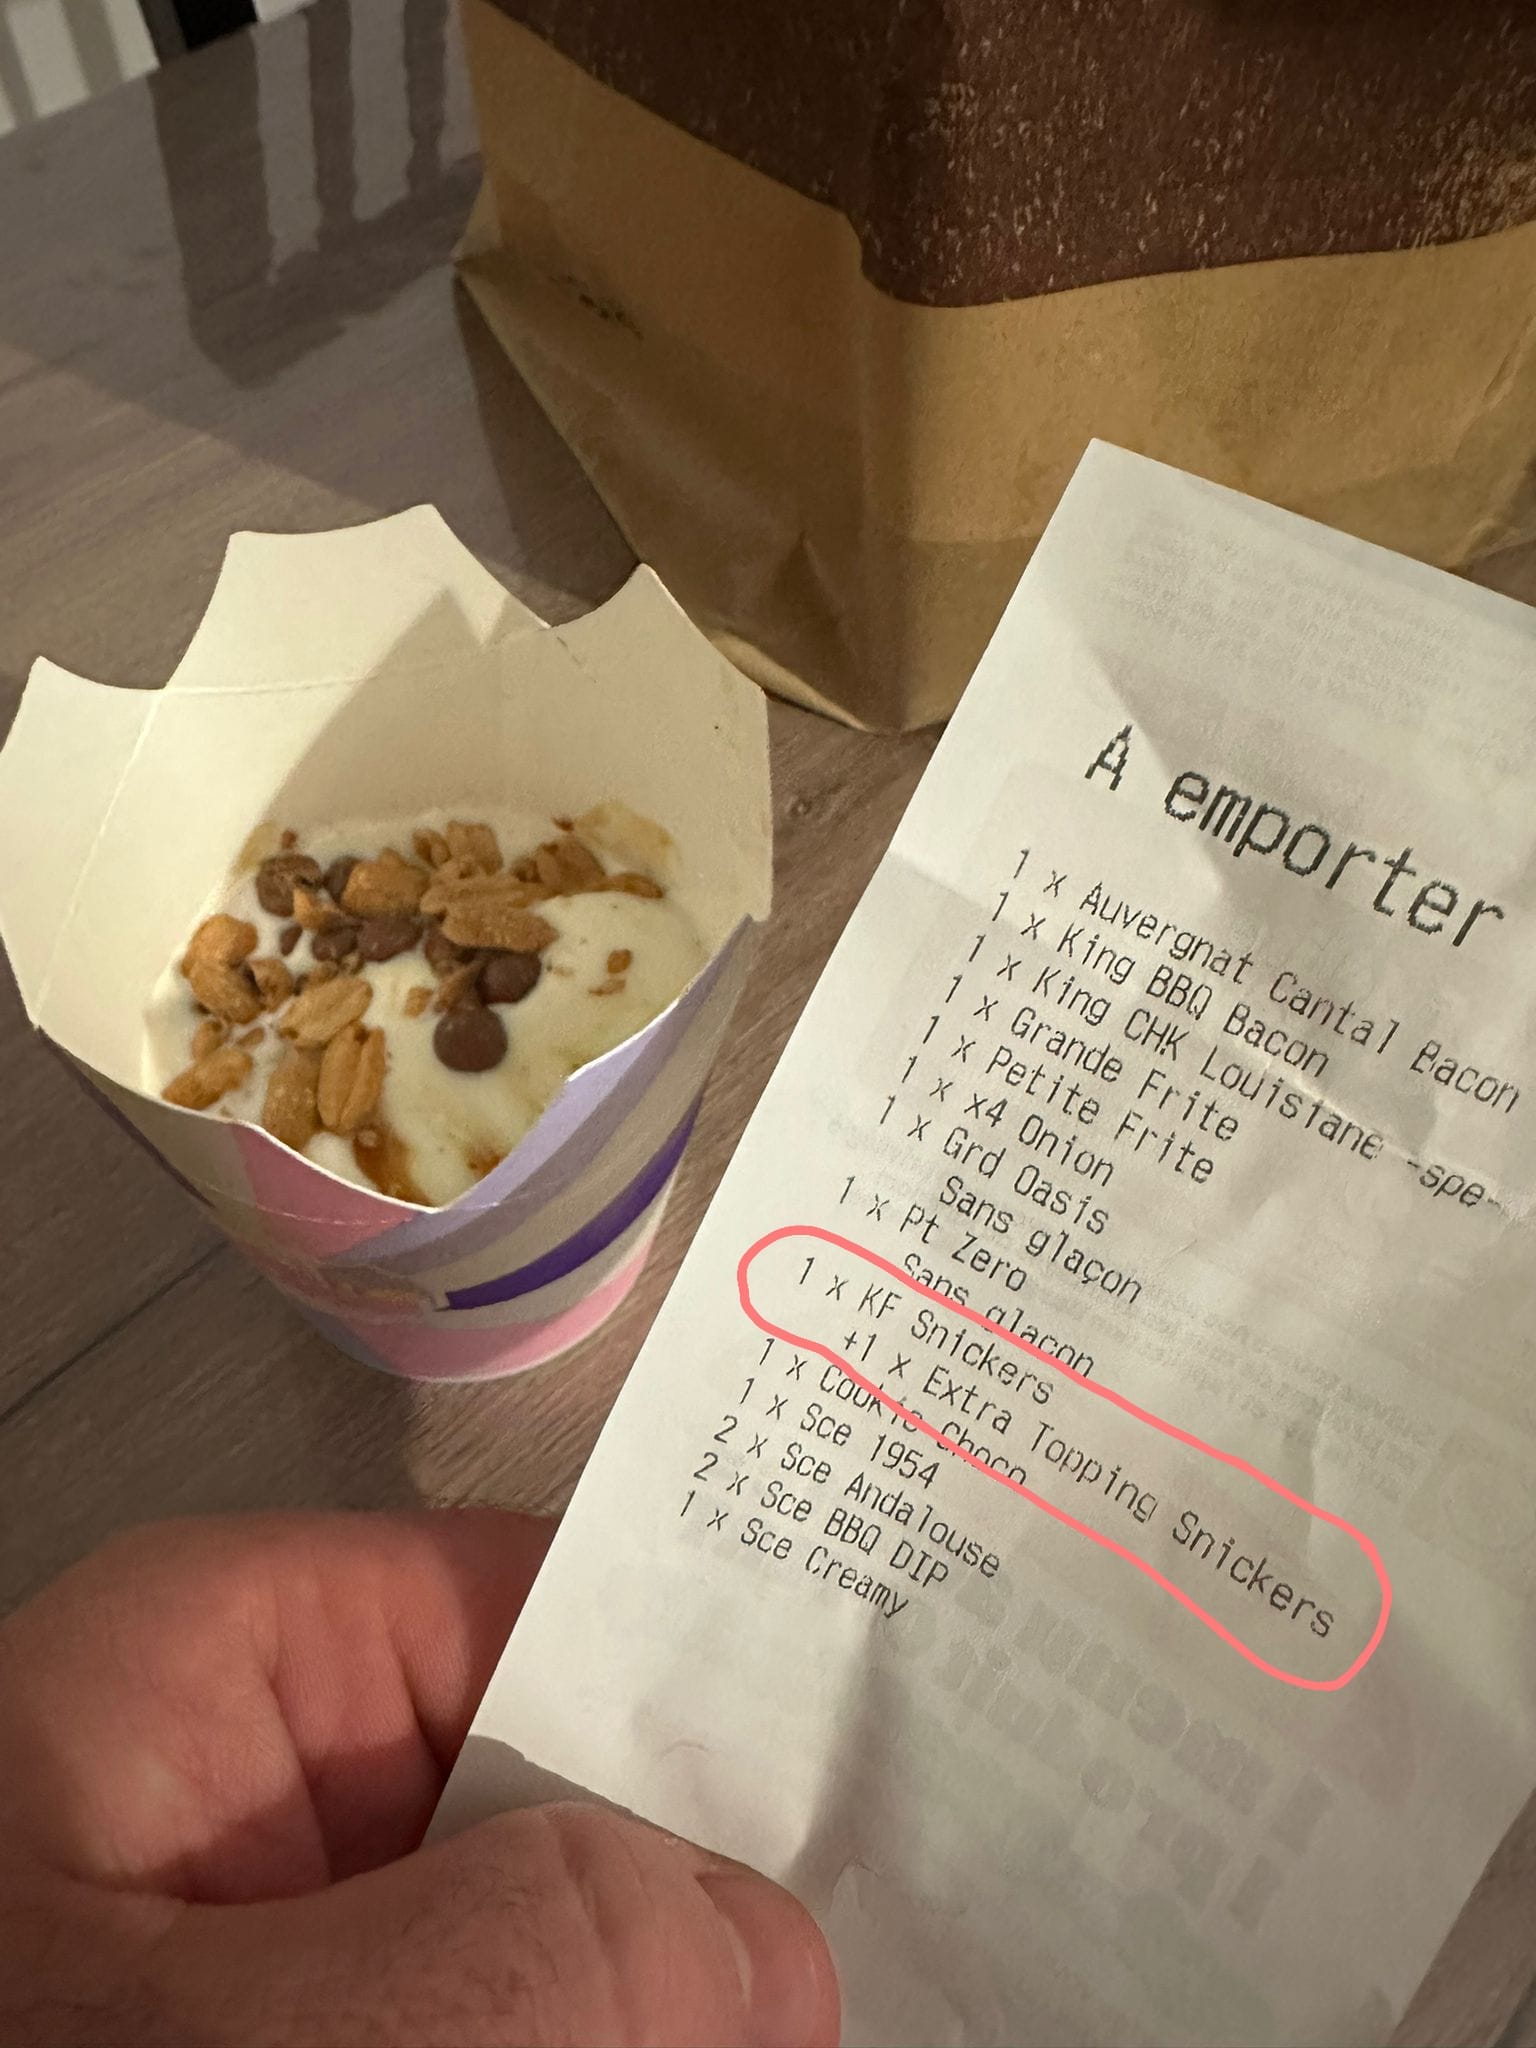 A emporter
1 x Auvergnat Cantal Bacon
1 x King BBQ Bacon
1 x King CHK Louisiane -spe-
1 x Grande Frite
1 x Petite Frite
1 x x4 Onion
1 x Grd Oasis
Sans glaçon
1 x Pt Zero
Sans glaçon
1 x KF Snickers
+1 x Extra Topping Snickers
1 x Cookie Choco
1 x Sce 1954
2 x Sce Andalouse
2 x Sce BBQ DIP
1 x Sce Creamy